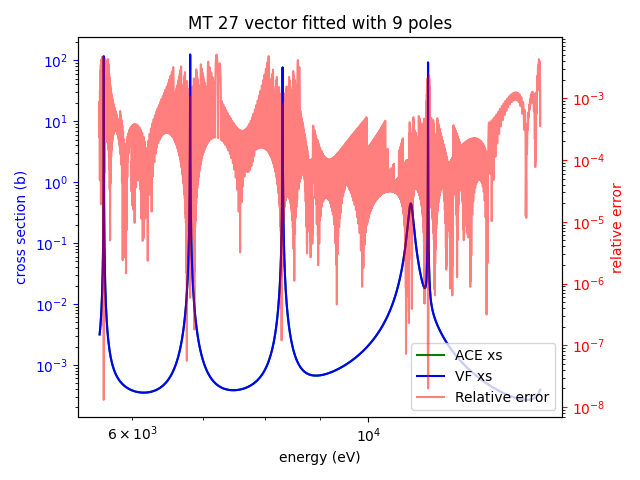 MT 27 vector fitted with 9 poles
10²
10¹
10⁰
10⁻¹
10⁻²
10⁻³
cross section (b)
10⁻³
10⁻⁴
10⁻⁵
10⁻⁶
10⁻⁷
10⁻⁸
relative error
ACE xs
VF xs
Relative error
6 × 10³
10⁴
energy (eV)